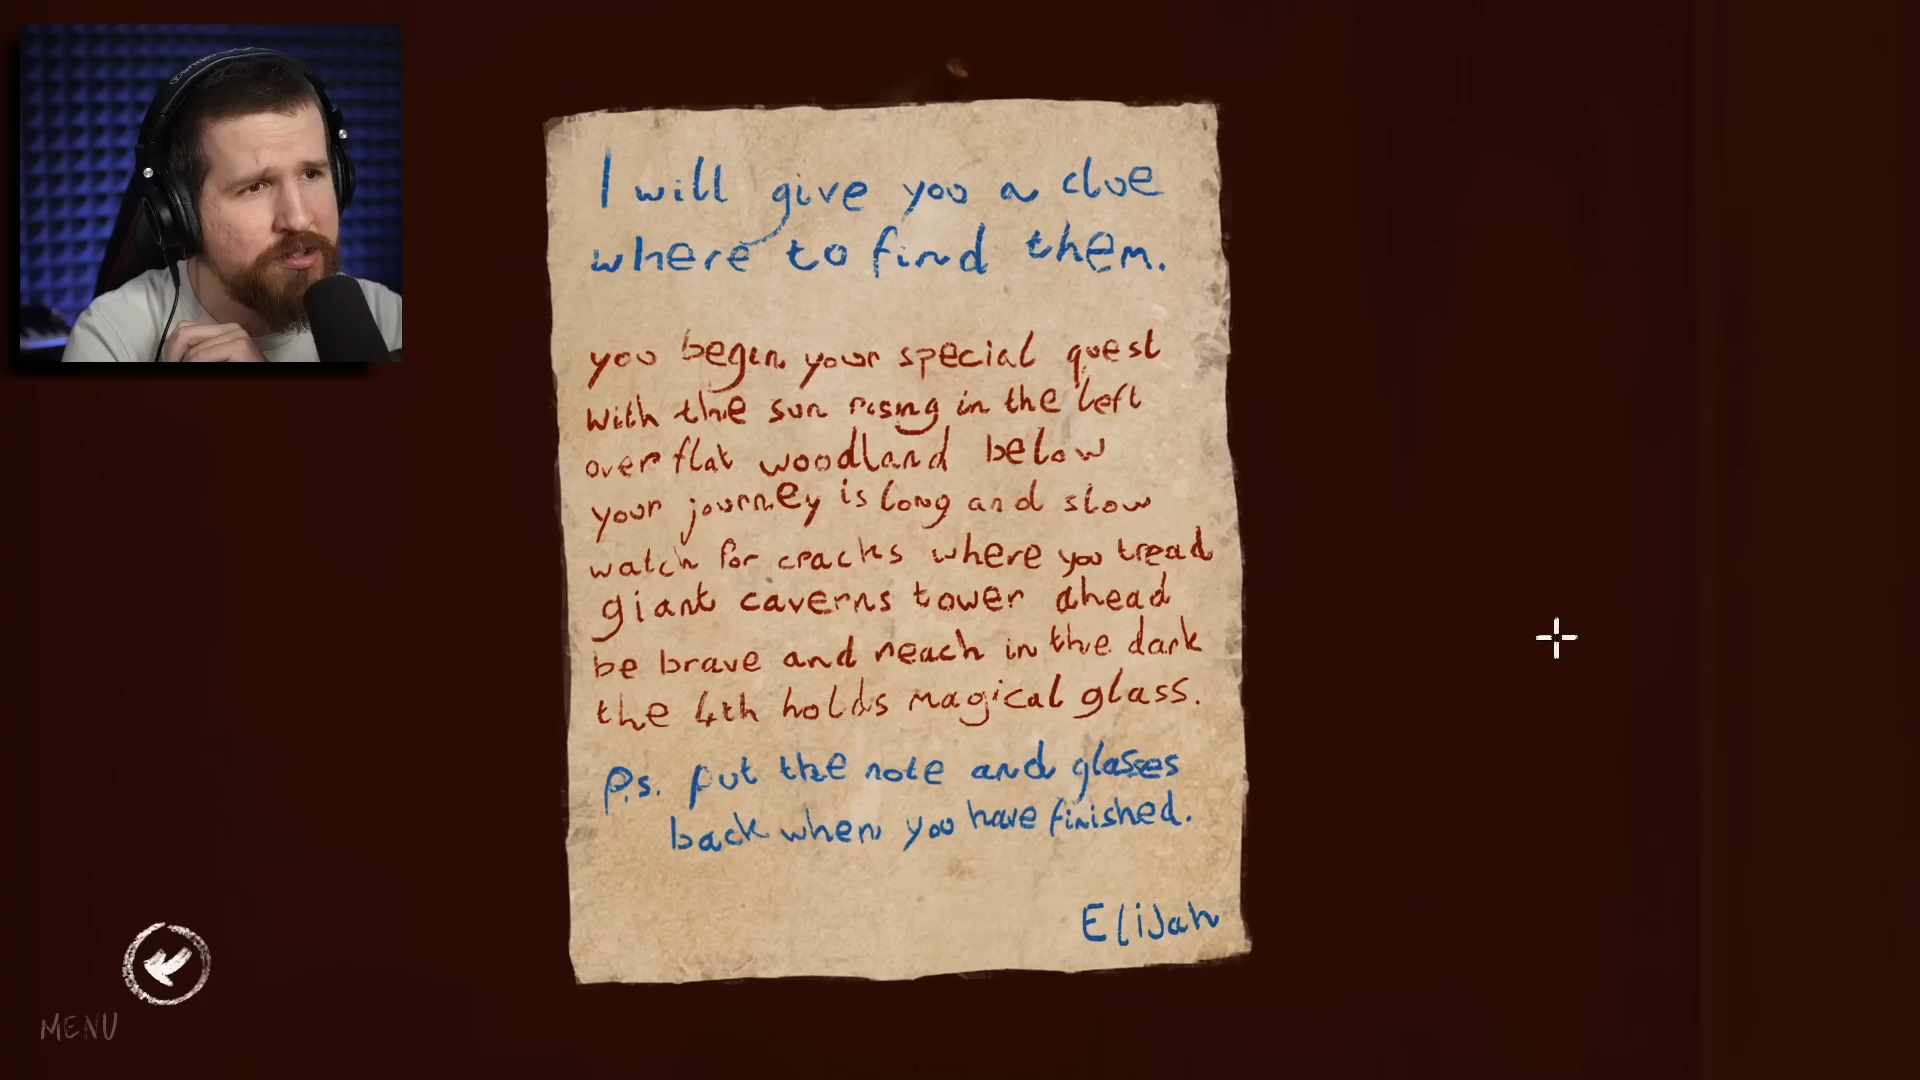 I will give you a clue
where to find them.
you begin your special quest
With the sun rising in the left
over flat woodland below
your journey is long and slow
watch for cracks where you tread
giant caverns tower ahead
be brave and reach in the dark
the 4th holds magical glass.
P.s. put the note and glasses
back when you have finished.
Elijah
MENU